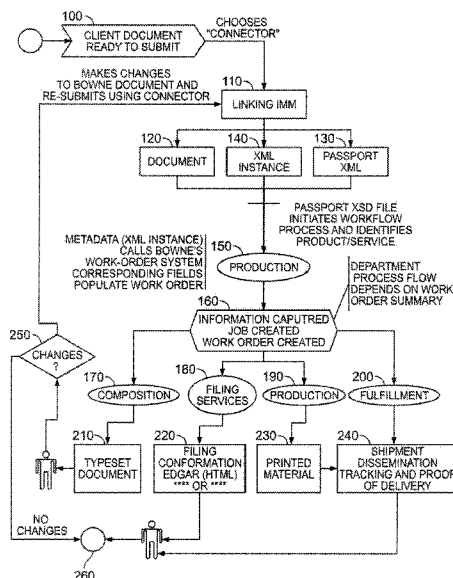 100
CLIENT DOCUMENT
READY TO SUBMIT
CHOOSES
"CONNECTOR"
MAKES CHANGES
TO BOWNE DOCUMENT AND
RE-SUBMITS USING CONNECTOR
110
LINKING IMM
120
DOCUMENT
140
XML
INSTANCE
130
PASSPORT
XML
PASSPORT XSD FILE
INITIATES WORKFLOW
PROCESS AND IDENTIFIES
PRODUCT/SERVICE
METADATA (XML INSTANCE)
CALLS BOWNE'S
WORK-ORDER SYSTEM
CORRESPONDING FIELDS
POPULATE WORK ORDER
150
PRODUCTION
DEPARTMENT
PROCESS FLOW
DEPENDS ON WORK
ORDER SUMMARY
160
INFORMATION CAPUTRED
JOB CREATED
WORK ORDER CREATED
250
CHANGES
?
170
COMPOSITION
180
FILING
SERVICES
190
PRODUCTION
200
FULFILLMENT
210
TYPESET
DOCUMENT
220
FILING
CONFORMATION
EDGAR (HTML)
**** OR ****
230
PRINTED
MATERIAL
240
SHIPMENT
DISSEMINATION
TRACKING AND PROOF
OF DELIVERY
NO
CHANGES
260